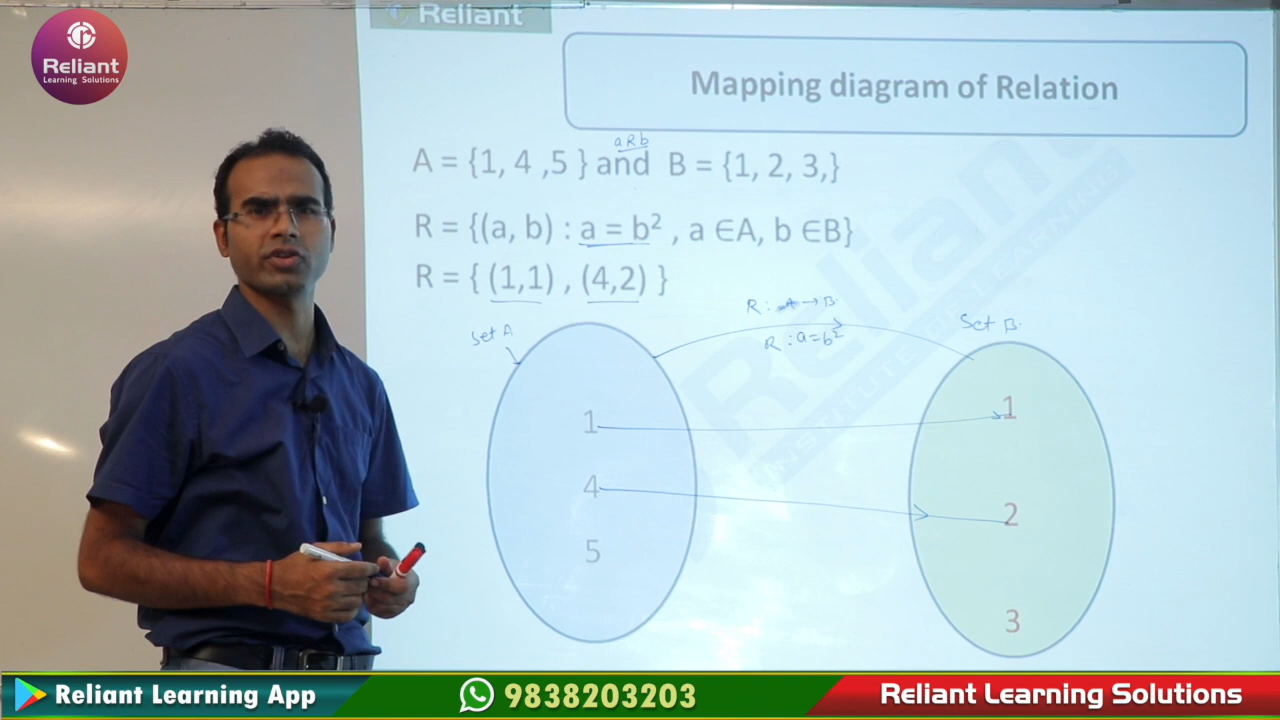 Reliant
Learning Solutions
Reliant
Mapping diagram of Relation
a R b
A = {1, 4 ,5 } and B = {1, 2, 3,}
R = {(a, b) : a = b² , a ∈A, b ∈B}
R = { (1,1) , (4,2) }
R : A → B.
Set A
Set B.
R : a = b²
1
1
4
2
5
3
Reliant Learning App
9838203203
Reliant Learning Solutions